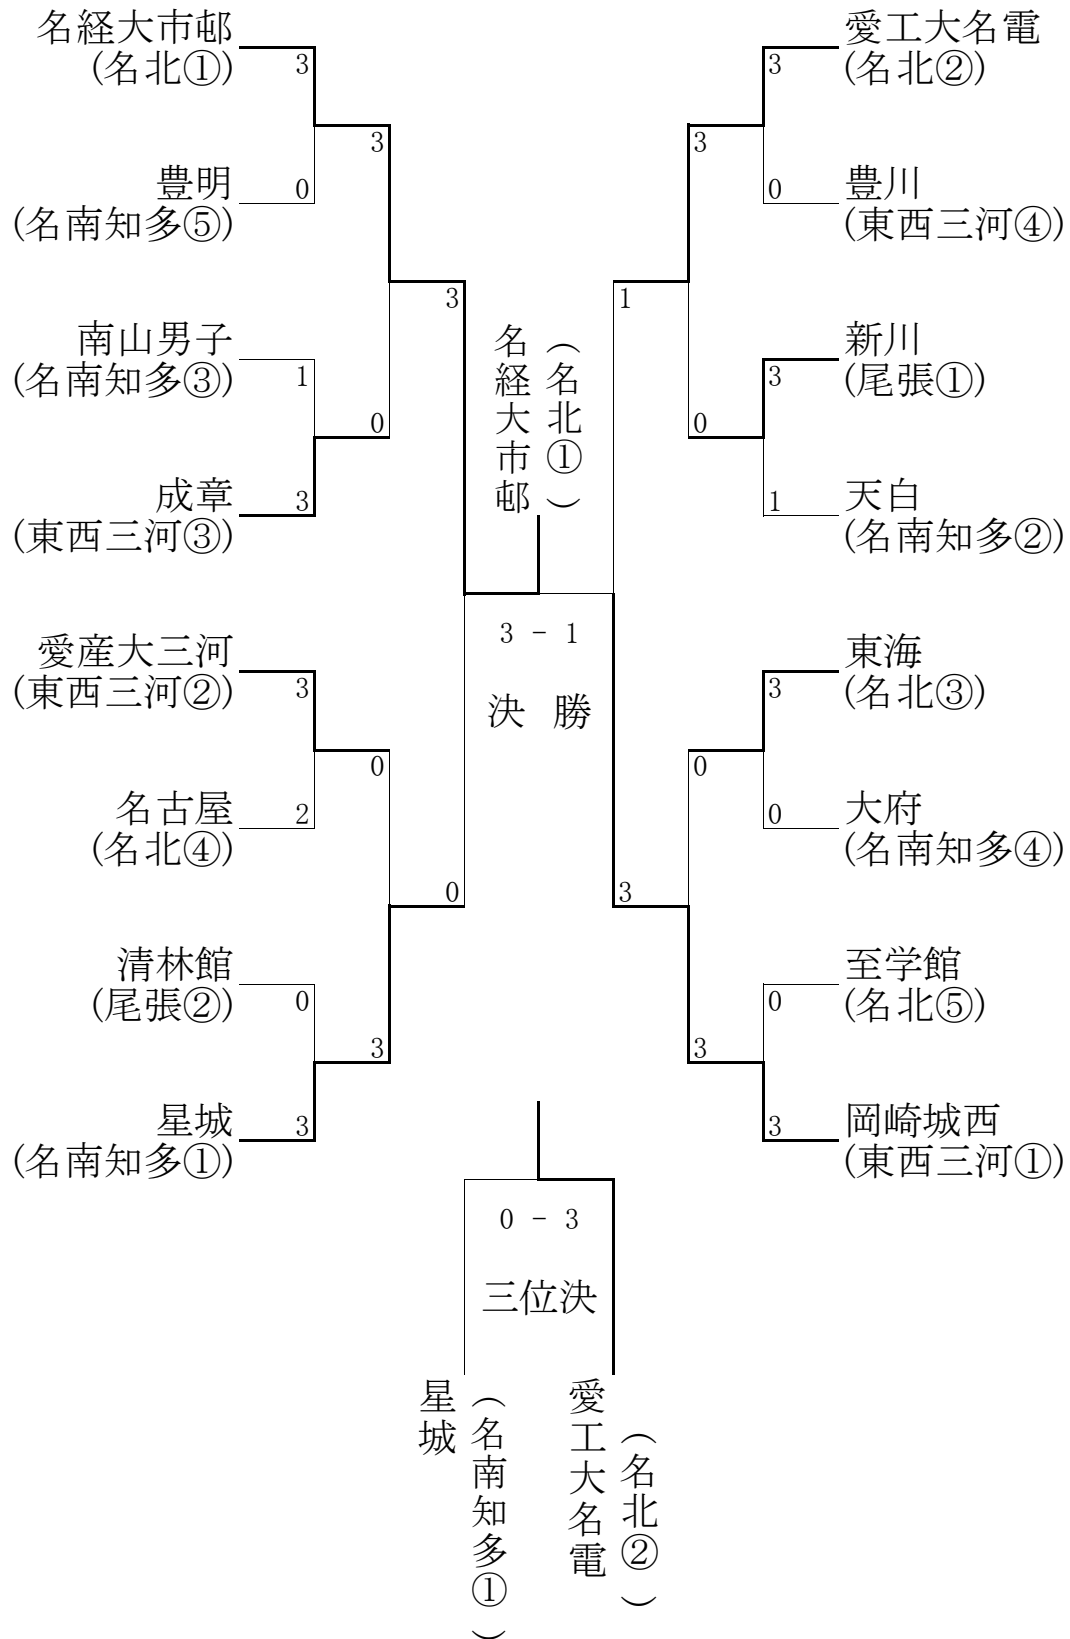 名経大市邨
(名北①)
3
3
豊明
0
(名南知多⑤)
3
南山男子
(名南知多③)
1
0
成章
3
(東西三河③)
愛産大三河
(東西三河②)
3
0
名古屋
2
(名北④)
0
清林館
(尾張②)
0
3
星城
3
(名南知多①)
名経大市邨
(名北①)
3 - 1
決 勝
愛工大名電
3
(名北②)
3
豊川
0
(東西三河④)
1
新川
3
(尾張①)
0
天白
1
(名南知多②)
東海
3
(名北③)
0
大府
0
(名南知多④)
3
至学館
0
(名北⑤)
3
岡崎城西
3
(東西三河①)
0 - 3
三位決
星城
(名南知多①)
愛工大名電
(名北②)